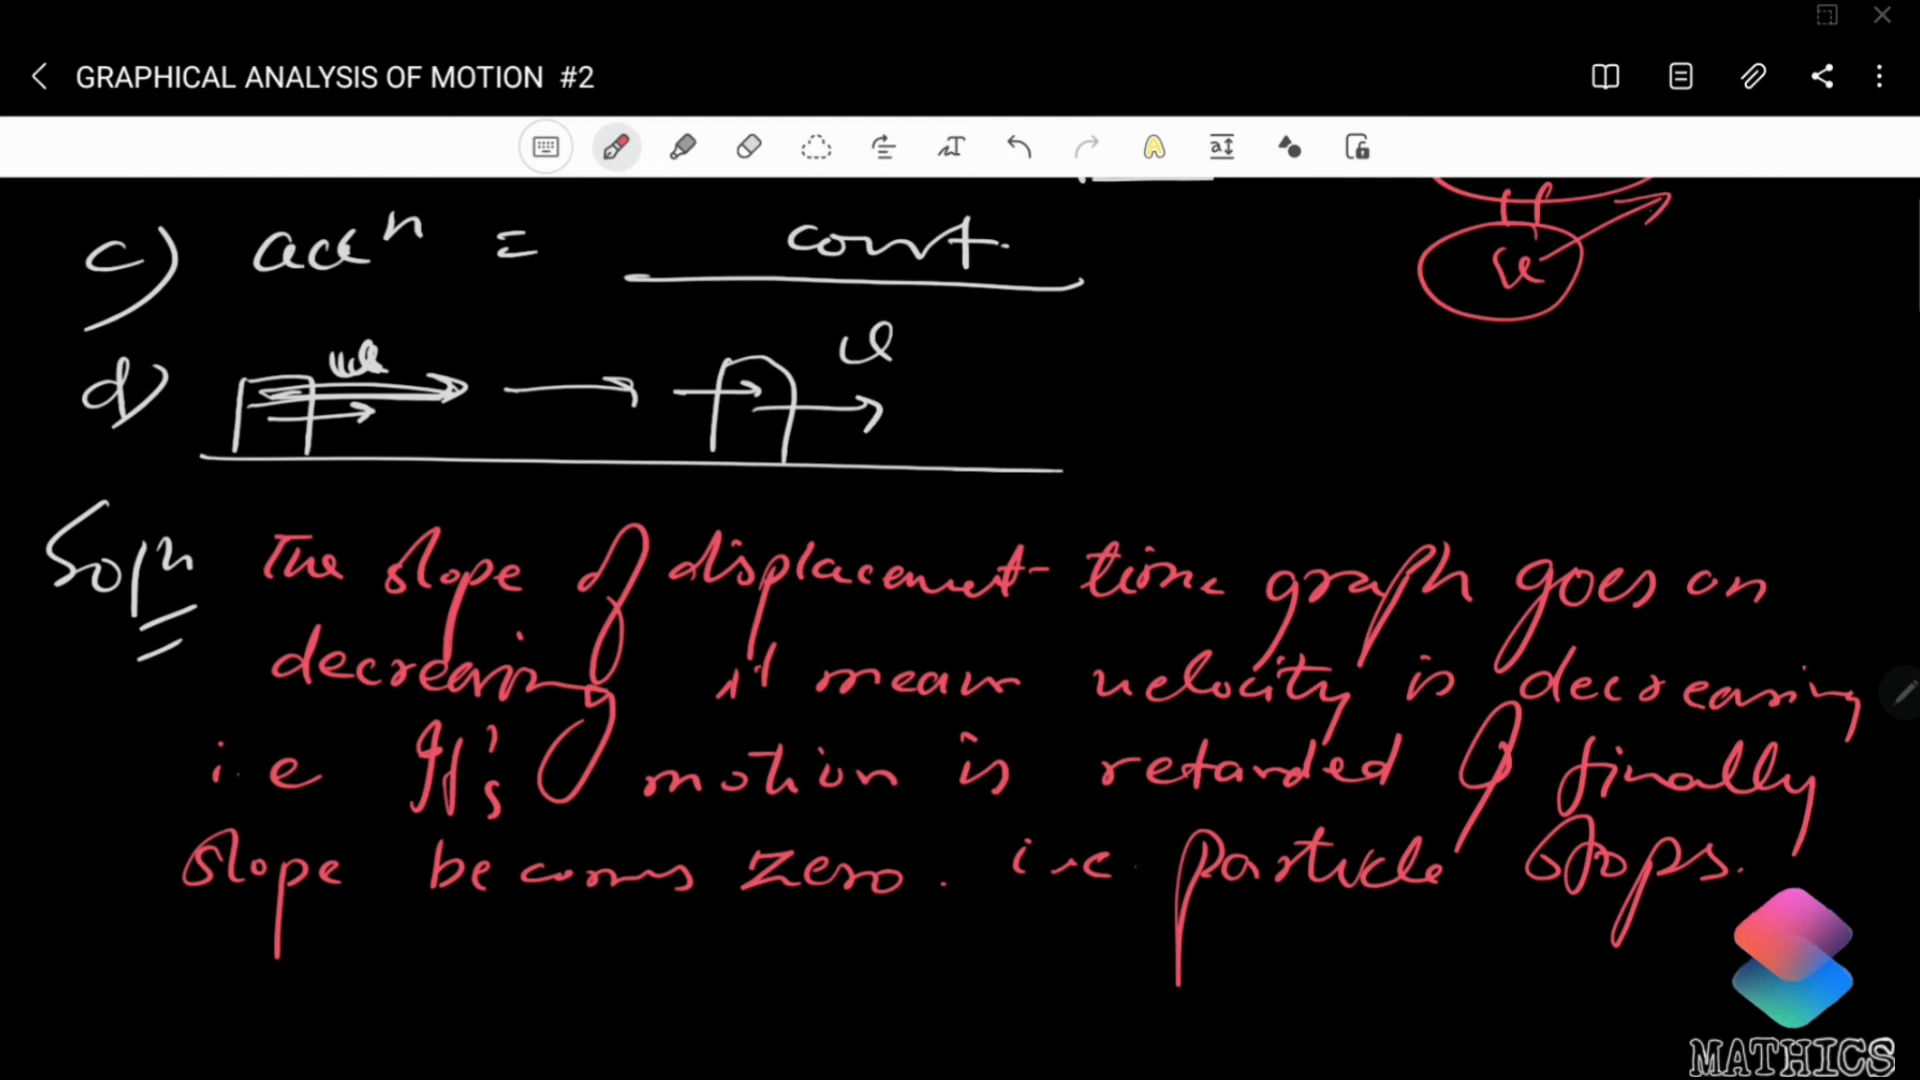 GRAPHICAL ANALYSIS OF MOTION #2
c) accⁿ = const.
d) u v
Solⁿ The slope of displacement-time graph goes on
decreasing it means velocity is decreasing
i.e It's motion is retarded & finally
slope becomes zero. i.e. particle stops.
MATHICS